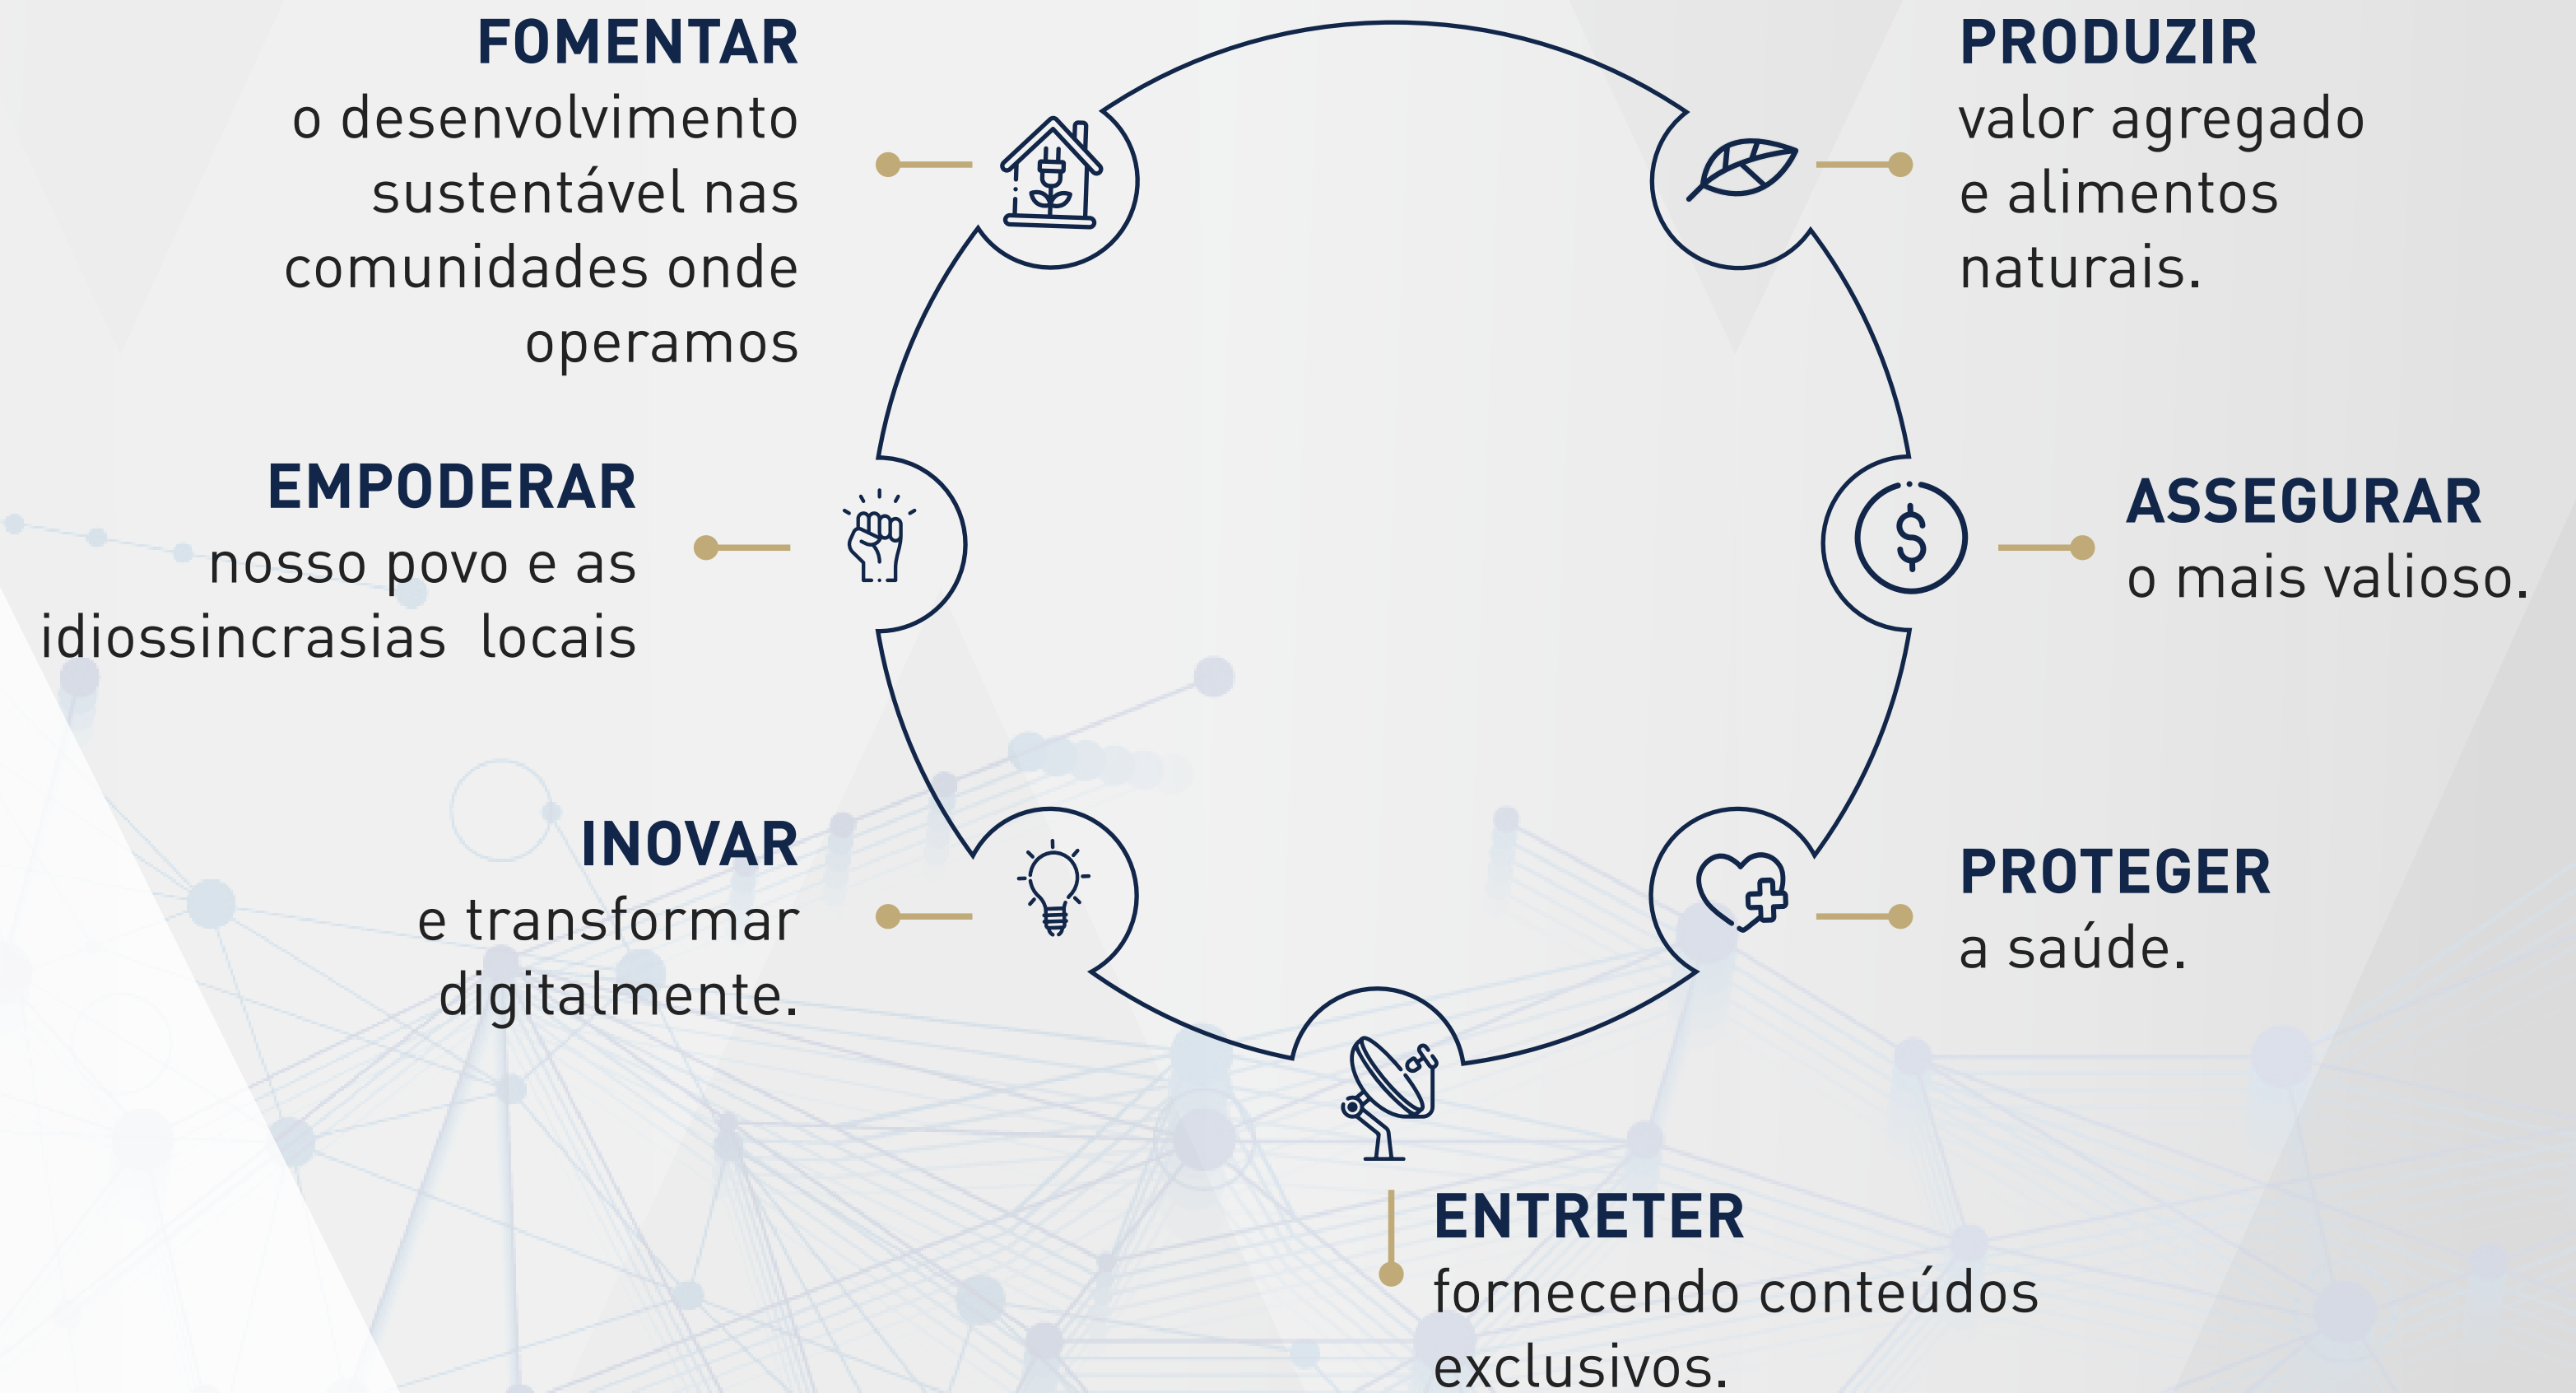 FOMENTAR
o desenvolvimento
sustentável nas
comunidades onde
operamos
PRODUZIR
valor agregado
e alimentos
naturais.
EMPODERAR
nosso povo e as
idiossincrasias  locais
ASSEGURAR
o mais valioso.
INOVAR
e transformar
digitalmente.
PROTEGER
a saúde.
ENTRETER
fornecendo conteúdos
exclusivos.